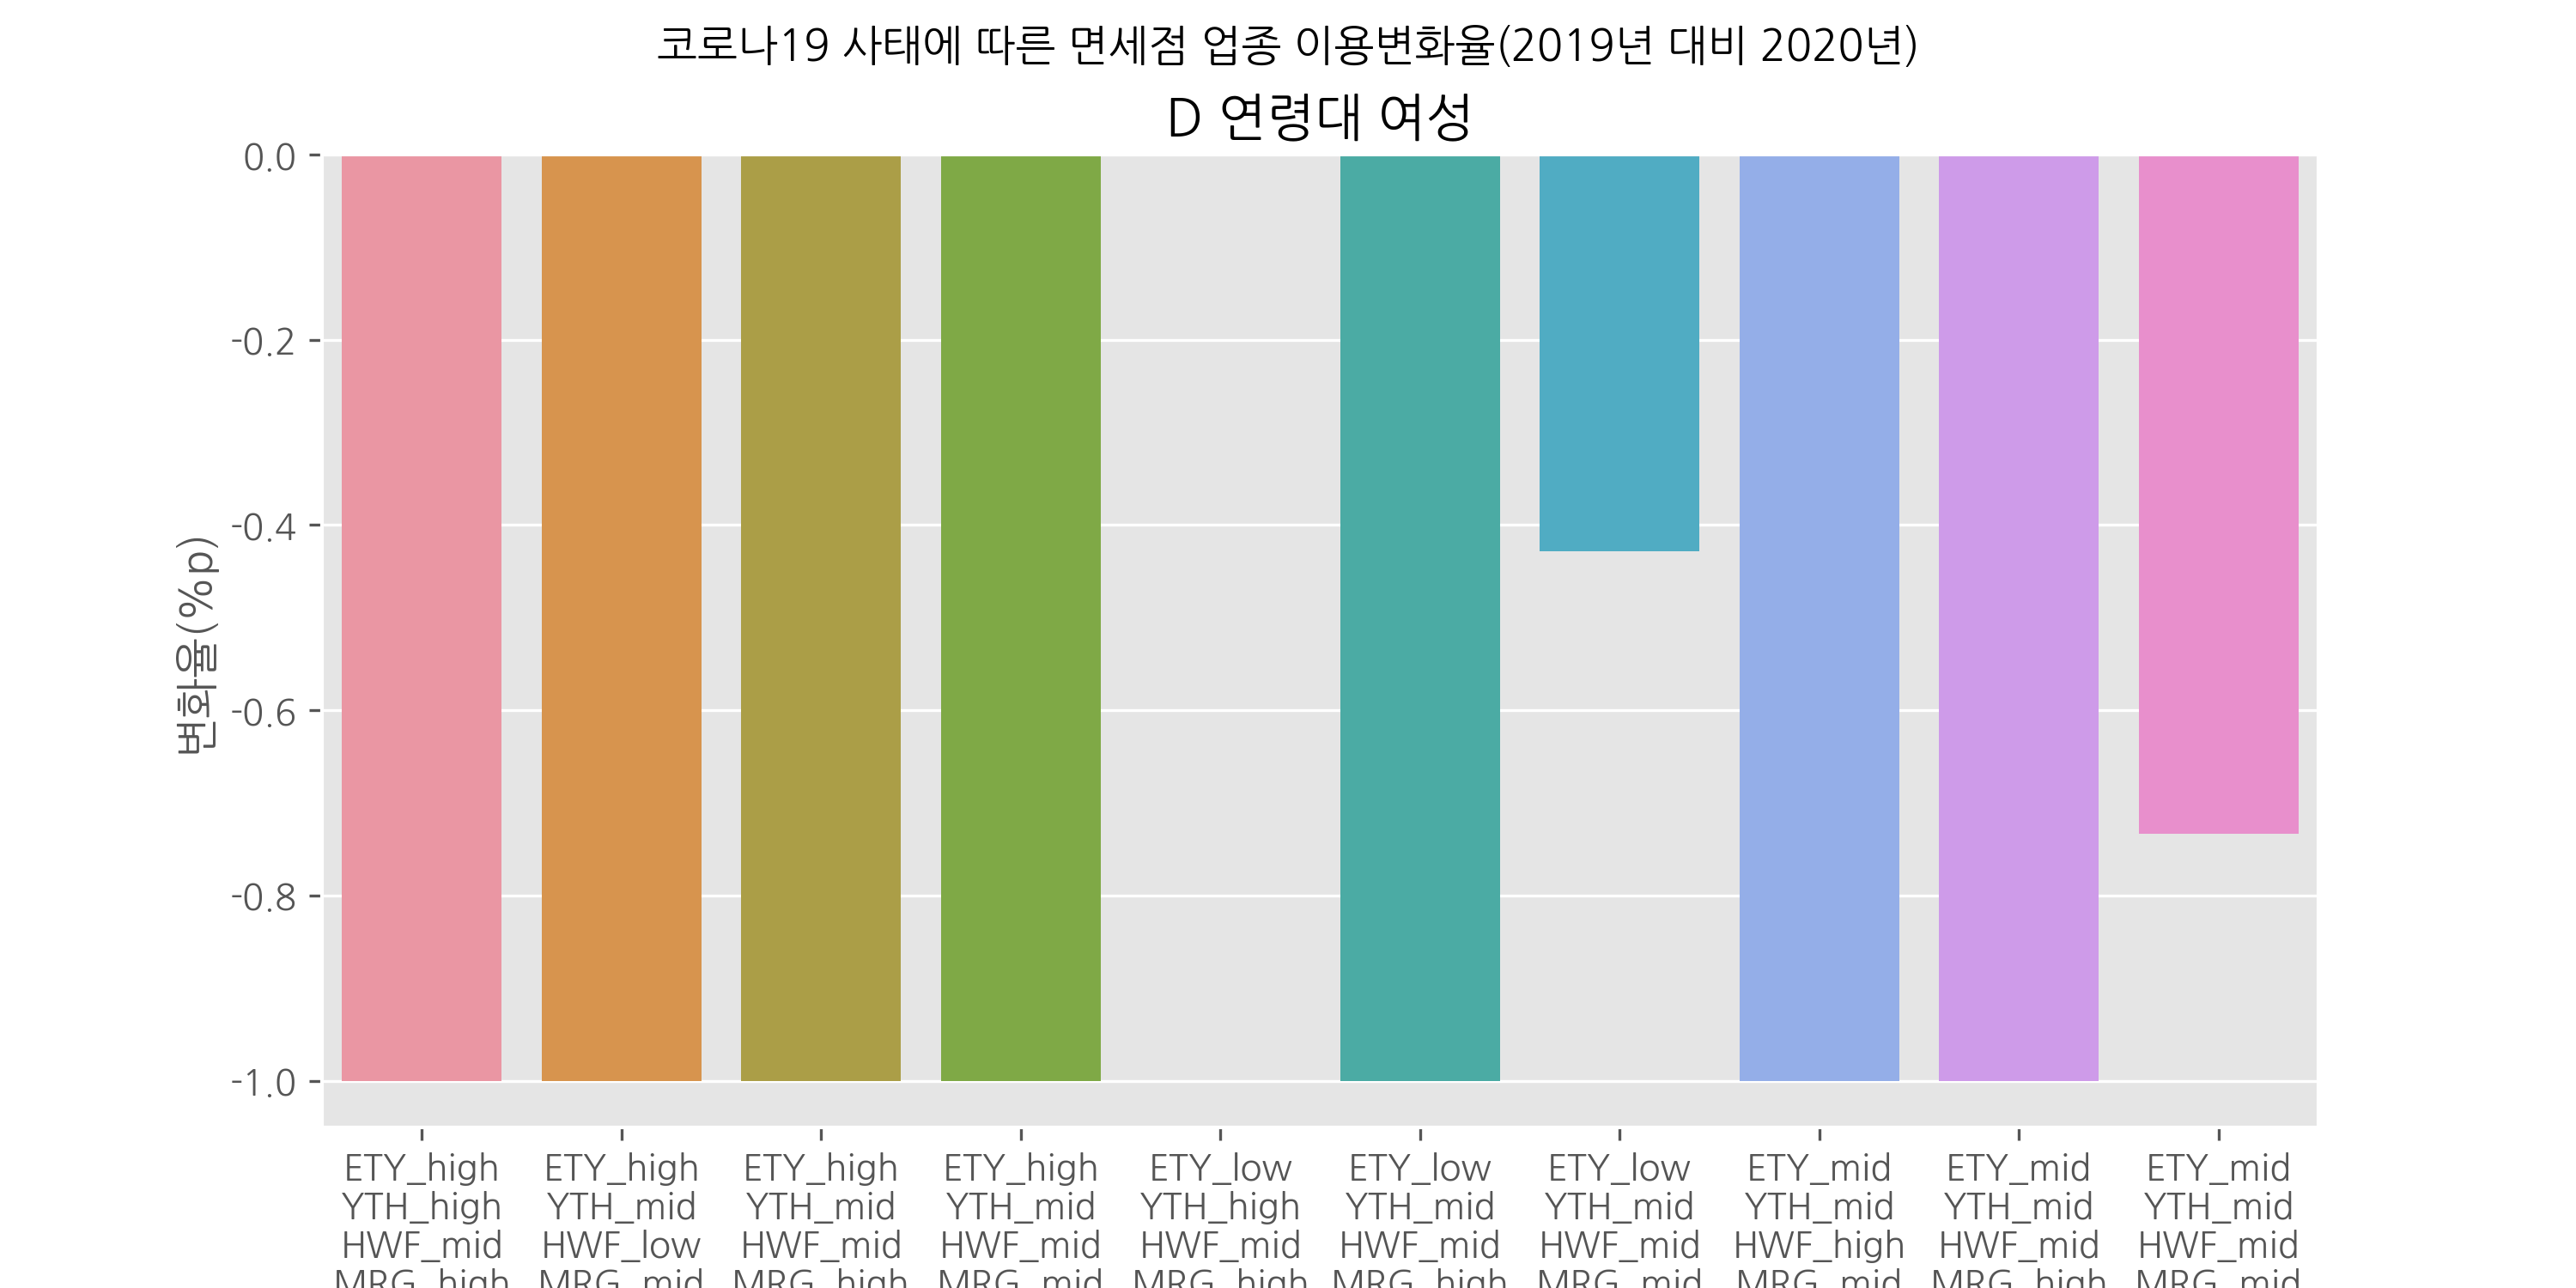 코로나19 사태에 따른 면세점 업종 이용변화율(2019년 대비 2020년)
D 연령대 여성
0.0
-0.2
-0.4
-0.6
-0.8
-1.0
변화율(%p)
ETY_high ETY_high ETY_high ETY_high ETY_low ETY_low ETY_low ETY_mid ETY_mid ETY_mid
YTH_high YTH_mid YTH_mid YTH_mid YTH_high YTH_mid YTH_mid YTH_mid YTH_mid YTH_mid
HWF_mid HWF_low HWF_mid HWF_mid HWF_mid HWF_mid HWF_mid HWF_high HWF_mid HWF_mid
MRG_high MRG_mid MRG_high MRG_mid MRG_high MRG_high MRG_mid MRG_mid MRG_high MRG_mid